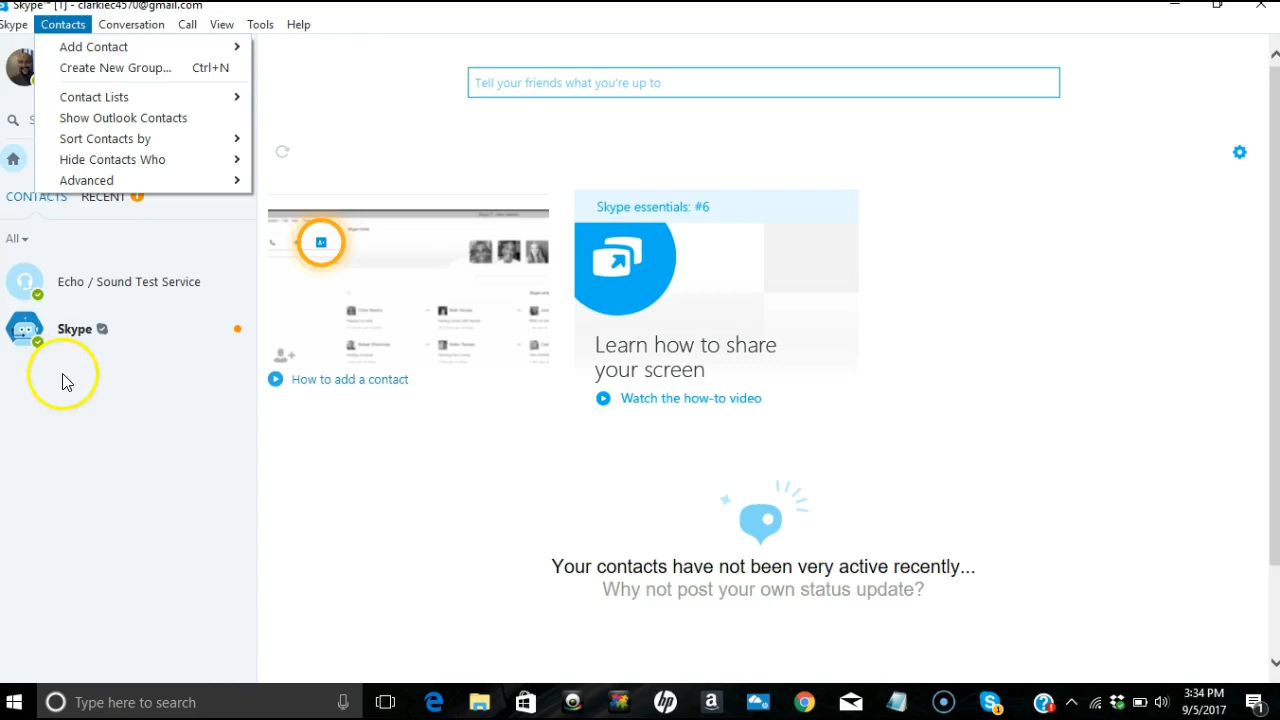 Skype™ [1] - clarkiec4570@gmail.com
Skype Contacts Conversation Call View Tools Help
Add Contact
Create New Group... Ctrl+N
Contact Lists
Show Outlook Contacts
Sort Contacts by
Hide Contacts Who
Advanced
S
CONTACTS RECENT 1
All
Echo / Sound Test Service
Skype
Tell your friends what you're up to
How to add a contact
Skype essentials: #6
Learn how to share
your screen
Watch the how-to video
Your contacts have not been very active recently...
Why not post your own status update?
Type here to search
3:34 PM
9/5/2017